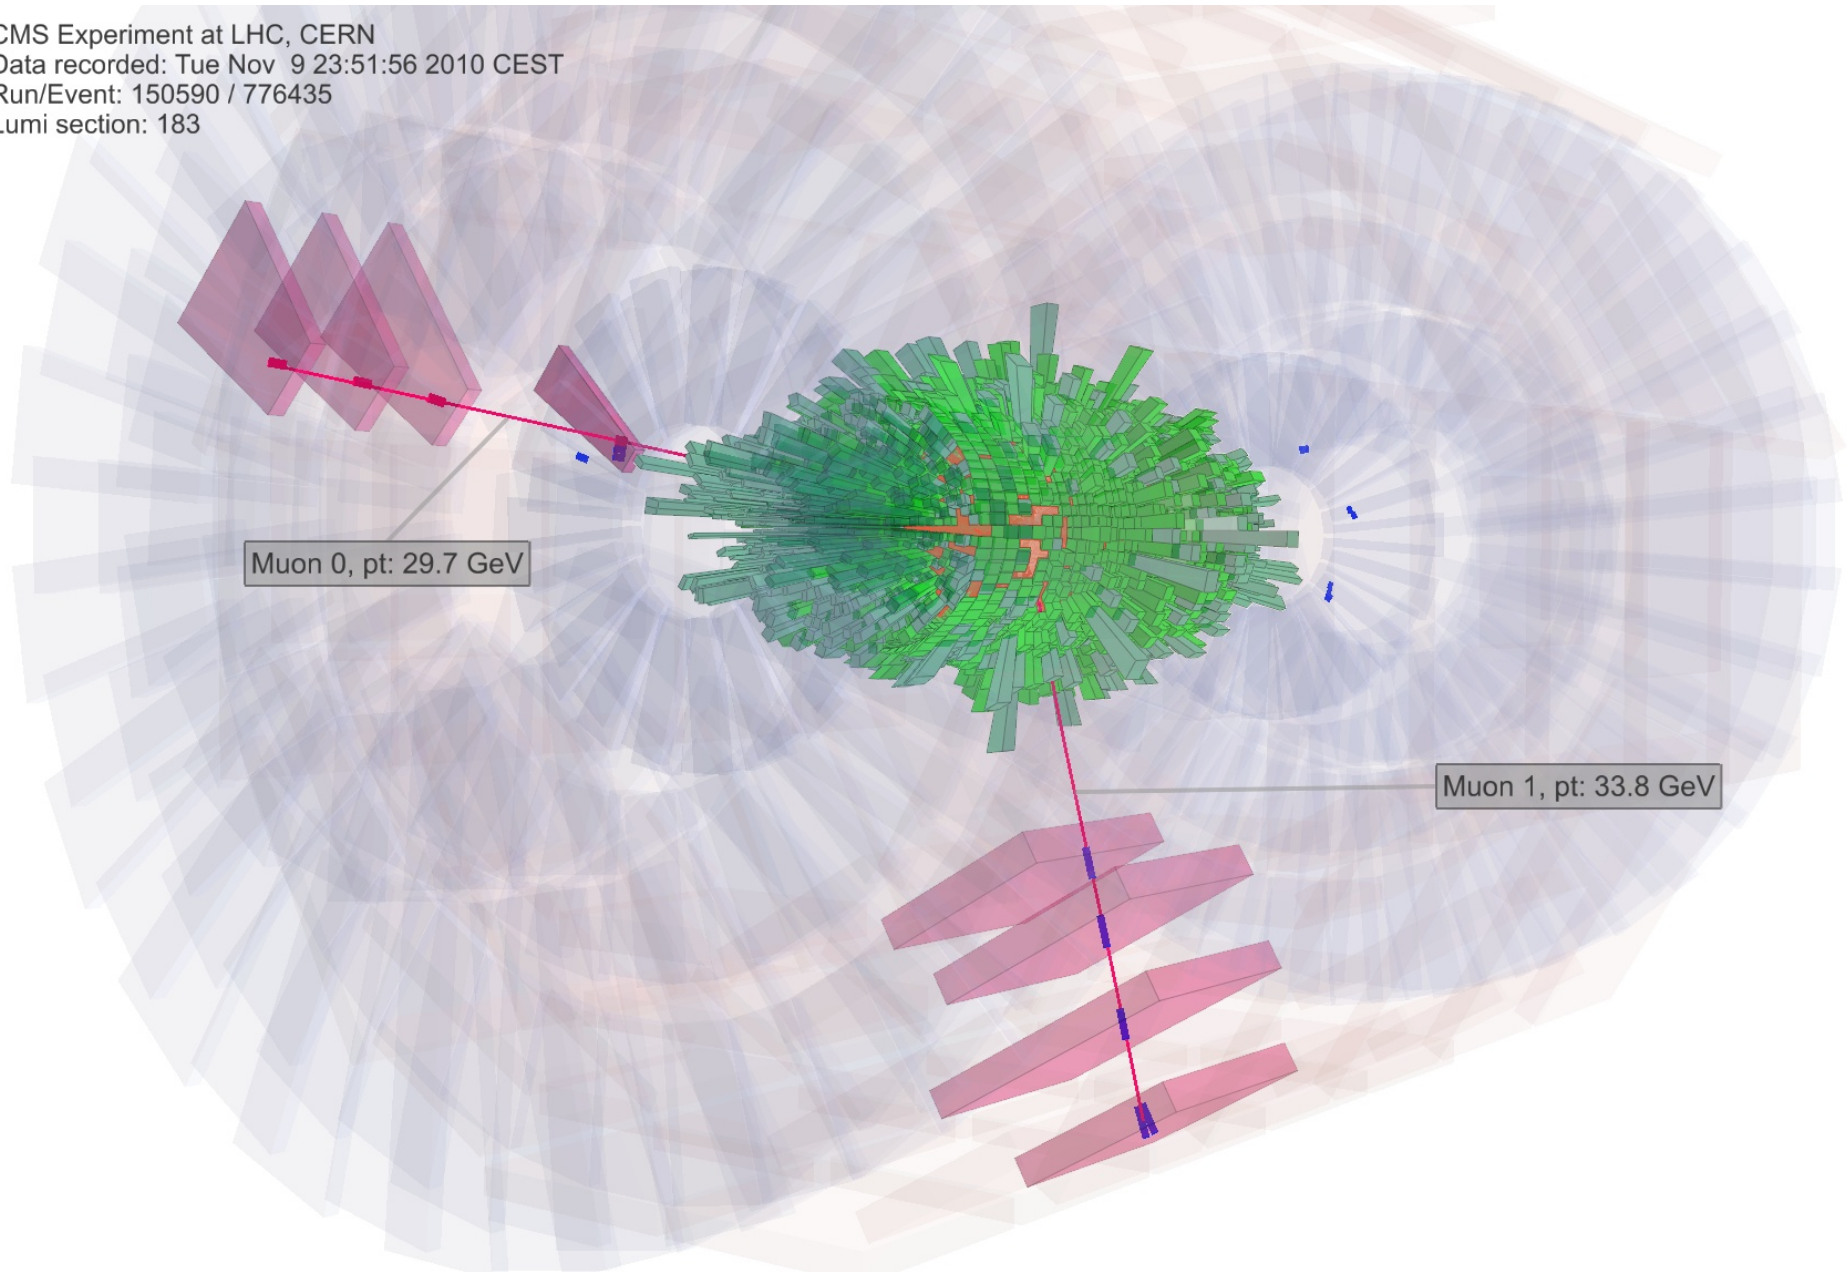 CMS Experiment at LHC, CERN
Data recorded: Tue Nov 9 23:51:56 2010 CEST
Run/Event: 150590 / 776435
Lumi section: 183
Muon 0, pt: 29.7 GeV
Muon 1, pt: 33.8 GeV